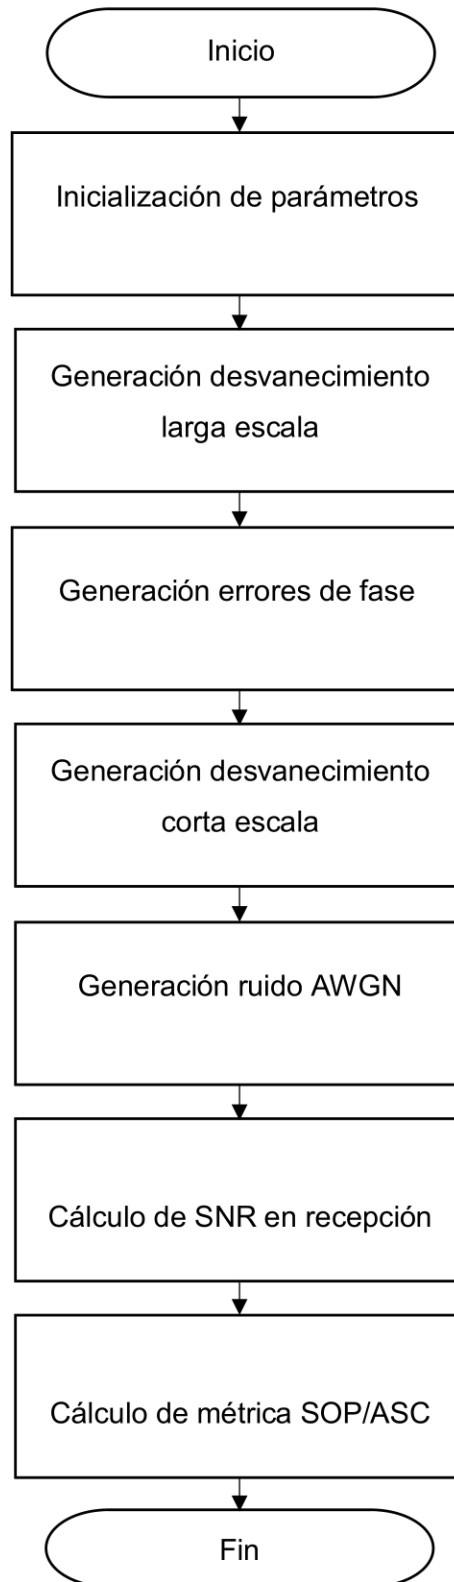 Inicio
Inicialización de parámetros
Generación desvanecimiento
larga escala
Generación errores de fase
Generación desvanecimiento
corta escala
Generación ruido AWGN
Cálculo de SNR en recepción
Cálculo de métrica SOP/ASC
Fin